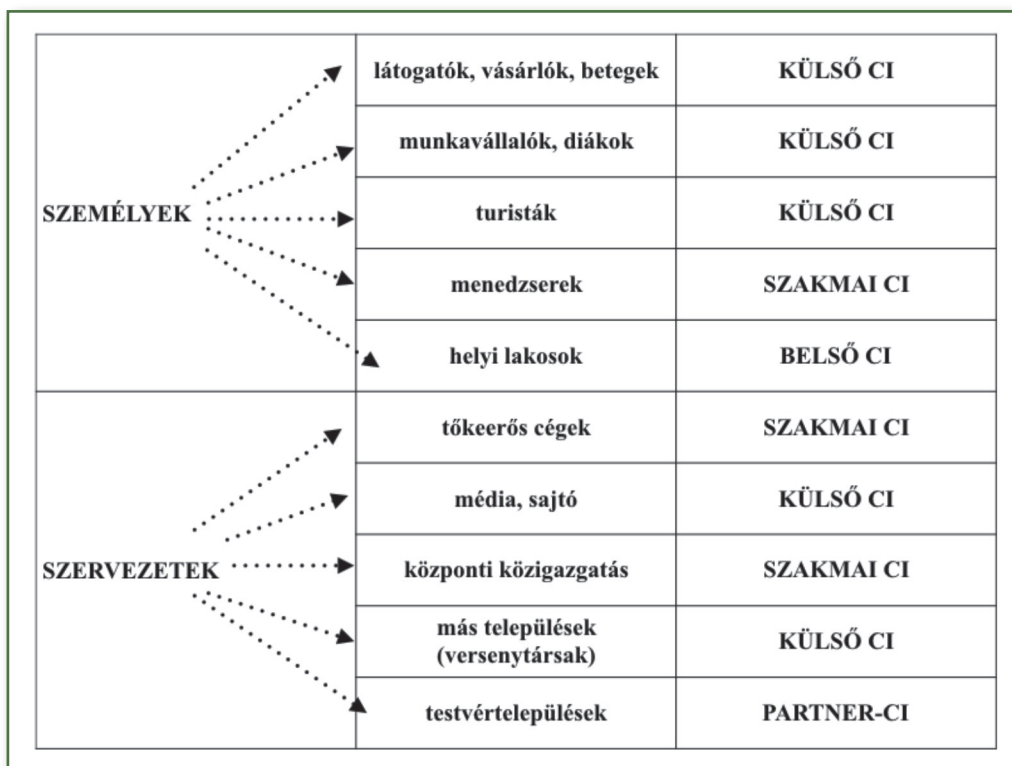 látogatók, vásárlók, betegek KÜLSŐ CI
munkavállalók, diákok KÜLSŐ CI
SZEMÉLYEK turisták KÜLSŐ CI
menedzserek SZAKMAI CI
helyi lakosok BELSŐ CI
tőkeerős cégek SZAKMAI CI
média, sajtó KÜLSŐ CI
SZERVEZETEK központi közigazgatás SZAKMAI CI
más települések
(versenytársak) KÜLSŐ CI
testvértelepülések PARTNER-CI